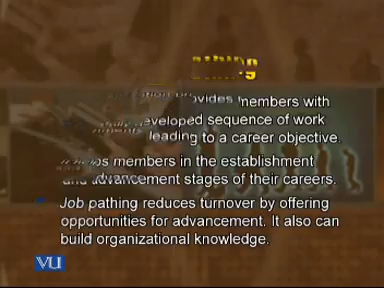 provides members with
developed sequence of work
leading to a career objective.
members in the establishment
and advancement stages of their careers.
Job pathing reduces turnover by offering
opportunities for advancement. It also can
build organizational knowledge.
VU